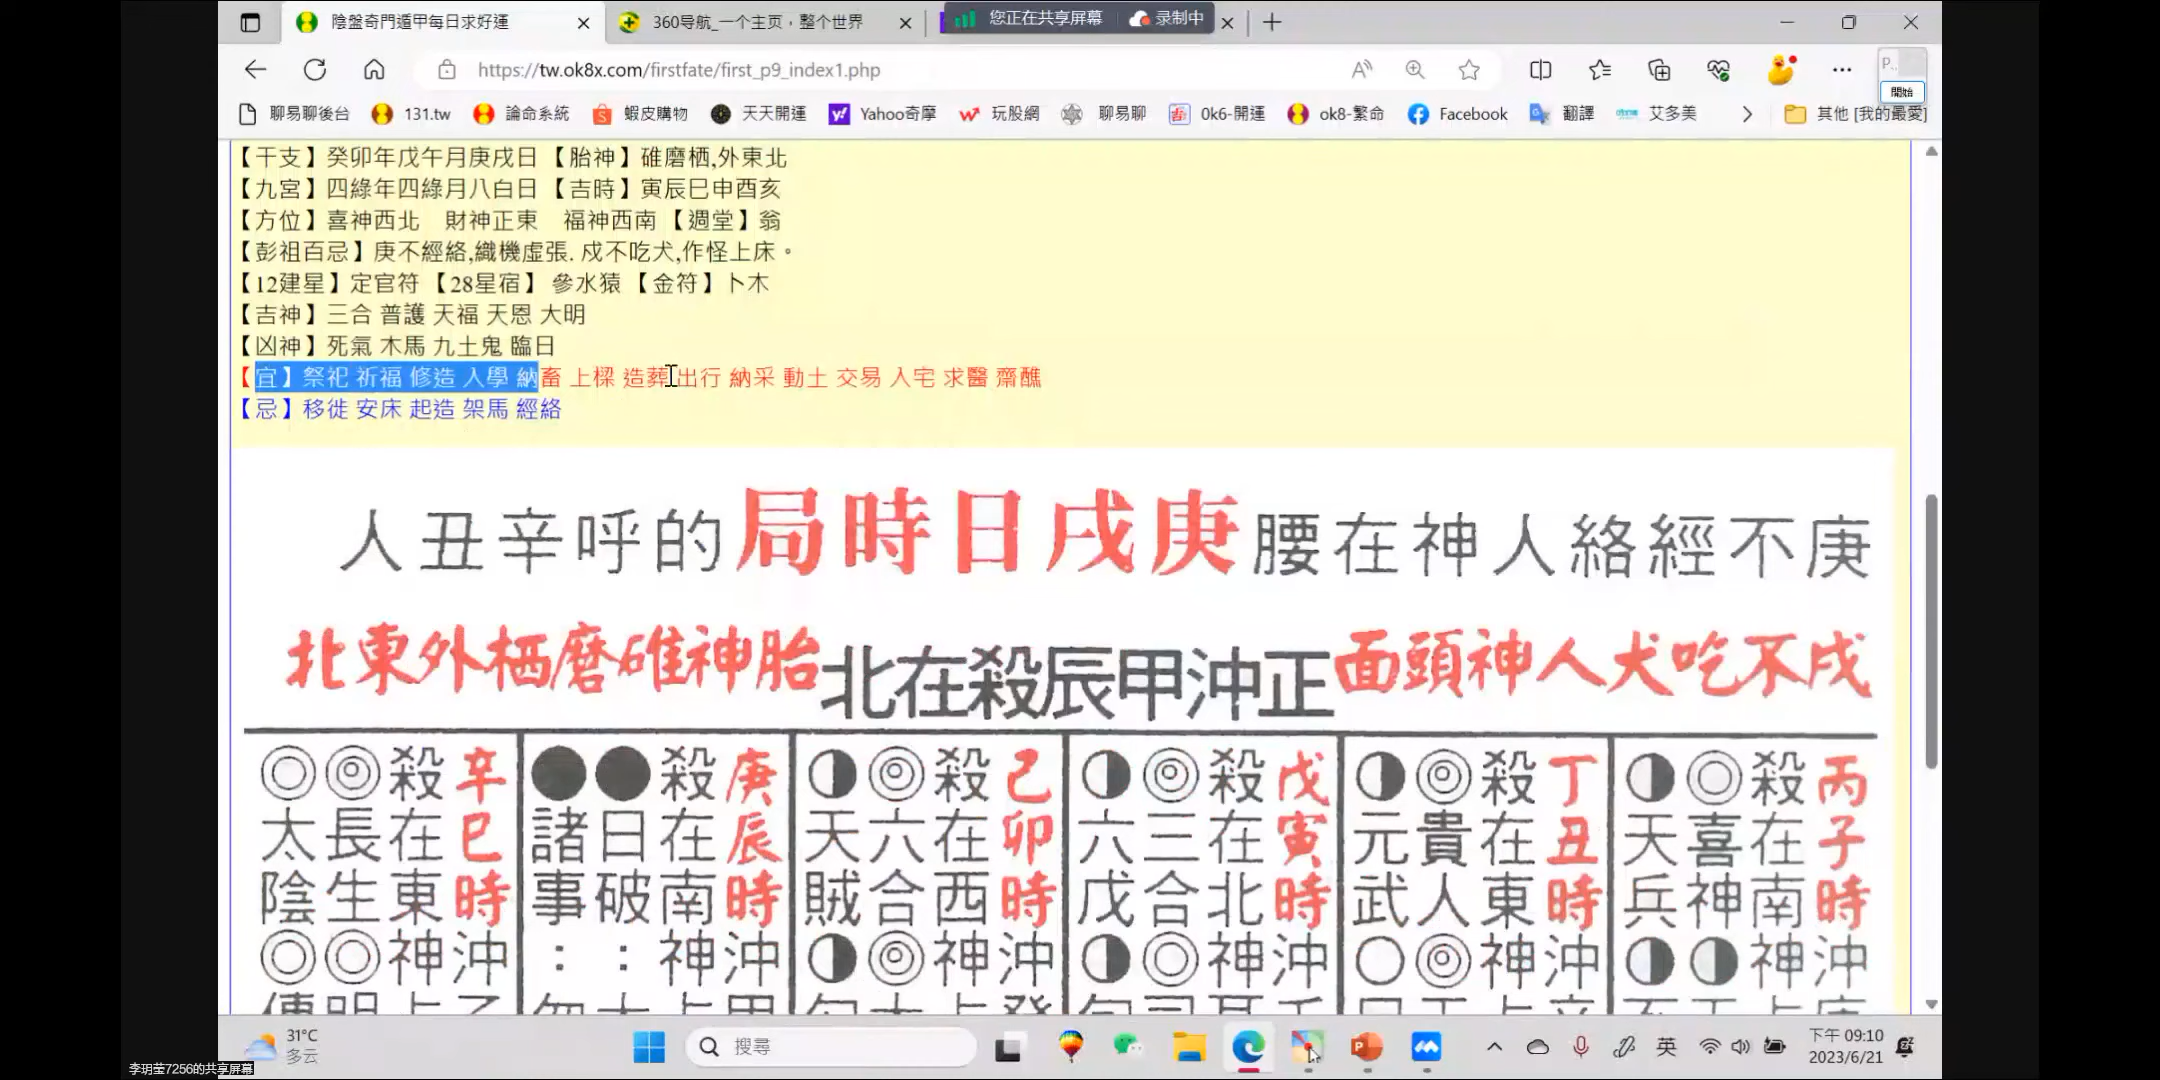 陰盤奇門遁甲每日求好運
360导航_一个主页，整个世界
您正在共享屏幕
录制中
https://tw.ok8x.com/firstfate/first_p9_index1.php
P..
開始
聊易聊後台
131.tw
論命系統
蝦皮購物
天天開運
Yahoo奇摩
玩股網
聊易聊
0k6-開運
ok8-繁命
Facebook
翻譯
艾多美
其他 [我的最愛]
【干支】癸卯年戊午月庚戌日 【胎神】碓磨栖,外東北
【九宮】四綠年四綠月八白日 【吉時】寅辰巳申酉亥
【方位】喜神西北 財神正東 福神西南 【週堂】翁
【彭祖百忌】庚不經絡,織機虛張. 戍不吃犬,作怪上床。
【12建星】定官符 【28星宿】 參水猿 【金符】卜木
【吉神】三合 普護 天福 天恩 大明
【凶神】死氣 木馬 九土鬼 臨日
【宜】祭祀 祈福 修造 入學 納畜 上樑 造葬 出行 納采 動土 交易 入宅 求醫 齋醮
【忌】移徙 安床 起造 架馬 經絡
人丑辛呼的局時日戌庚腰在神人絡經不庚
北東外栖磨碓神胎北在殺辰甲沖正面頭神人犬吃不戌
丙子時 殺在南 喜神 天兵
沖 神
丁丑時 殺在東 貴人 元武
沖 神
戊寅時 殺在北 三合 六戊
沖 神
己卯時 殺在西 六合 天賊
沖 神
庚辰時 殺在南 日破 諸事
沖 神 : :
辛巳時 殺在東 長生 太陰
沖 神
31°C
多云
搜尋
英
下午 09:10
2023/6/21
李玥莹7256的共享屏幕